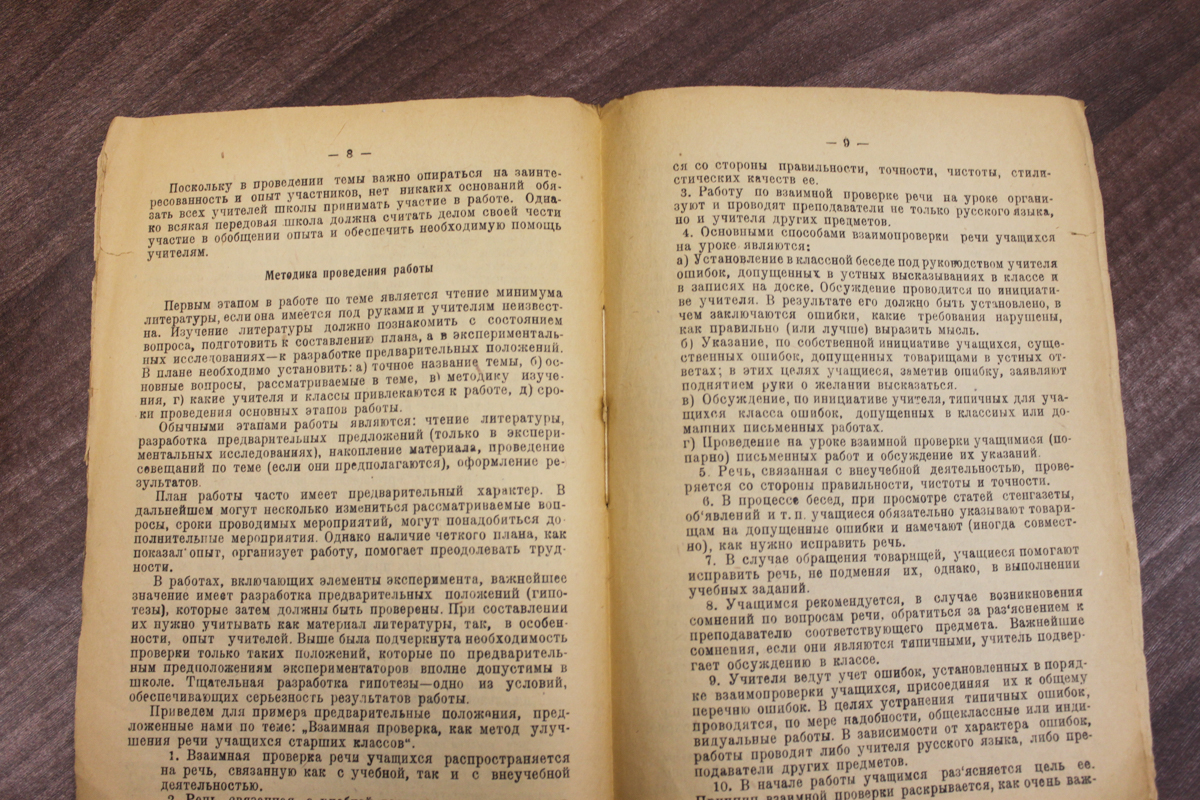 — 8 —
Поскольку в проведении темы важно опираться на заинте-
ресованность и опыт участников, нет никаких оснований обя-
зать всех учителей школы принимать участие в работе. Одна-
ко всякая передовая школа должна считать делом своей чести
участие в обобщении опыта и обеспечить необходимую помощь
учителям.
Методика проведения работы
Первым этапом в работе по теме является чтение минимума
литературы, если она имеется под руками и учителям неизвест-
на. Изучение литературы должно познакомить с состоянием
вопроса, подготовить к составлению плана, а в эксперименталь-
ных исследованиях—к разработке предварительных положений.
В плане необходимо установить: а) точное название темы, б) ос-
новные вопросы, рассматриваемые в теме, в) методику изуче-
ния, г) какие учителя и классы привлекаются к работе, д) сро-
ки проведения основных этапов работы.
Обычными этапами работы являются: чтение литературы,
разработка предварительных предложений (только в экспери-
ментальных исследованиях), накопление материала, проведение
совещаний по теме (если они предполагаются), оформление ре-
зультатов.
План работы часто имеет предварительный характер. В
дальнейшем могут несколько измениться рассматриваемые воп-
росы, сроки проводимых мероприятий, могут понадобиться до-
полнительные мероприятия. Однако наличие четкого плана, как
показал опыт, организует работу, помогает преодолевать труд-
ности.
В работах, включающих элементы эксперимента, важнейшее
значение имеет разработка предварительных положений (гипо-
тезы), которые затем должны быть проверены. При составлении
их нужно учитывать как материал литературы, так, в особен-
ности, опыт учителей. Выше была подчеркнута необходимость
проверки только таких положений, которые по предваритель-
ным предположениям экспериментаторов вполне допустимы в
школе. Тщательная разработка гипотезы—одно из условий,
обеспечивающих серьезность результатов работы.
Приведем для примера предварительные положения, пред-
ложенные нами по теме: „Взаимная проверка, как метод улуч-
шения речи учащихся старших классов“.
1. Взаимная проверка речи учащихся распространяется
на речь, связанную как с учебной, так и с внеучебной
деятельностью.
2. Речь, связанная с учебной
— 9 —
ся со стороны правильности, точности, чистоты, стили-
стических качеств ее.
3. Работу по взаимной проверке речи на уроке органи-
зуют и проводят преподаватели не только русского языка,
но и учителя других предметов.
4. Основными способами взаимопроверки речи учащихся
на уроке являются:
а) Установление в классной беседе под руководством учителя
ошибок, допущенных в устных высказываниях в классе и
в записях на доске. Обсуждение проводится по инициати-
ве учителя. В результате его должно быть установлено, в
чем заключаются ошибки, какие требования нарушены,
как правильно (или лучше) выразить мысль.
б) Указание, по собственной инициативе учащихся, суще-
ственных ошибок, допущенных товарищами в устных от-
ветах; в этих целях учащиеся, заметив ошибку, заявляют
поднятием руки о желании высказаться.
в) Обсуждение, по инициативе учителя, типичных для уча-
щихся класса ошибок, допущенных в классных или до-
машних письменных работах.
г) Проведение на уроке взаимной проверки учащимися (по-
парно) письменных работ и обсуждение их указаний.
5. Речь, связанная с внеучебной деятельностью, прове-
ряется со стороны правильности, чистоты и точности.
6. В процессе бесед, при просмотре статей стенгазеты,
об'явлений и т. п. учащиеся обязательно указывают товари-
щам на допущенные ошибки и намечают (иногда совмест-
но), как нужно исправить речь.
7. В случае обращения товарищей, учащиеся помогают
исправить речь, не подменяя их, однако, в выполнении
учебных заданий.
8. Учащимся рекомендуется, в случае возникновения
сомнений по вопросам речи, обратиться за раз'яснением к
преподавателю соответствующего предмета. Важнейшие
сомнения, если они являются типичными, учитель подвер-
гает обсуждению в классе.
9. Учителя ведут учет ошибок, установленных в поряд-
ке взаимопроверки учащихся, присоединяя их к общему
перечню ошибок. В целях устранения типичных ошибок,
проводятся, по мере надобности, общеклассные или инди-
видуальные работы. В зависимости от характера ошибок,
работы проводят либо учителя русского языка, либо пре-
подаватели других предметов.
10. В начале работы учащимся раз'ясняется цель ее.
Принцип взаимной проверки раскрывается, как очень важ-